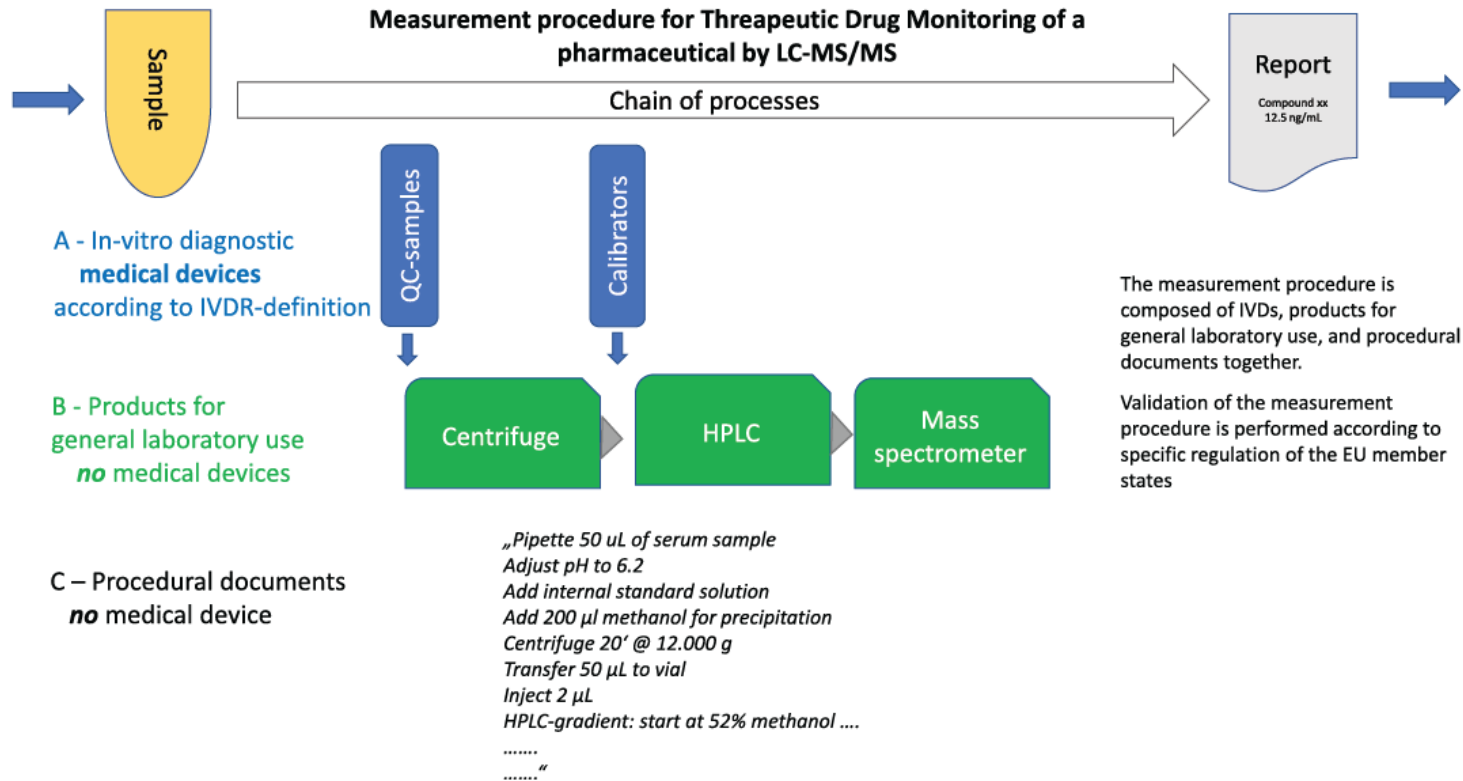 Measurement procedure for Threapeutic Drug Monitoring of a
pharmaceutical by LC-MS/MS
Sample
Chain of processes
Report
Compound xx
12.5 ng/mL
QC-samples
Calibrators
A - In-vitro diagnostic
medical devices
according to IVDR-definition
The measurement procedure is
composed of IVDs, products for
general laboratory use, and procedural
documents together.
Validation of the measurement
procedure is performed according to
specific regulation of the EU member
states
B - Products for
general laboratory use
no medical devices
Centrifuge
HPLC
Mass
spectrometer
C – Procedural documents
no medical device
„Pipette 50 uL of serum sample
Adjust pH to 6.2
Add internal standard solution
Add 200 µl methanol for precipitation
Centrifuge 20‘ @ 12.000 g
Transfer 50 µL to vial
Inject 2 µL
HPLC-gradient: start at 52% methanol ....
.......
.......“